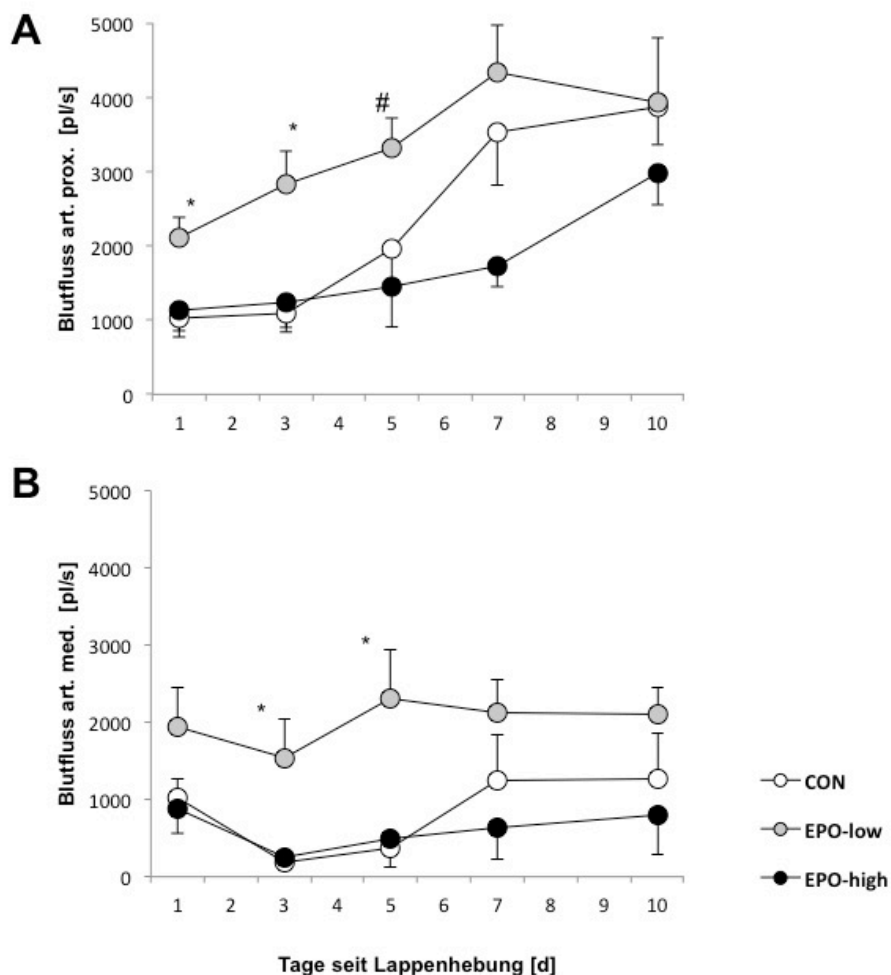 A
Blutfluss art. prox. [pl/s]
5000
4000
3000
2000
1000
0
*
*
#
1 2 3 4 5 6 7 8 9 10
B
Blutfluss art. med. [pl/s]
5000
4000
3000
2000
1000
0
*
*
1 2 3 4 5 6 7 8 9 10
Tage seit Lappenhebung [d]
CON
EPO-low
EPO-high